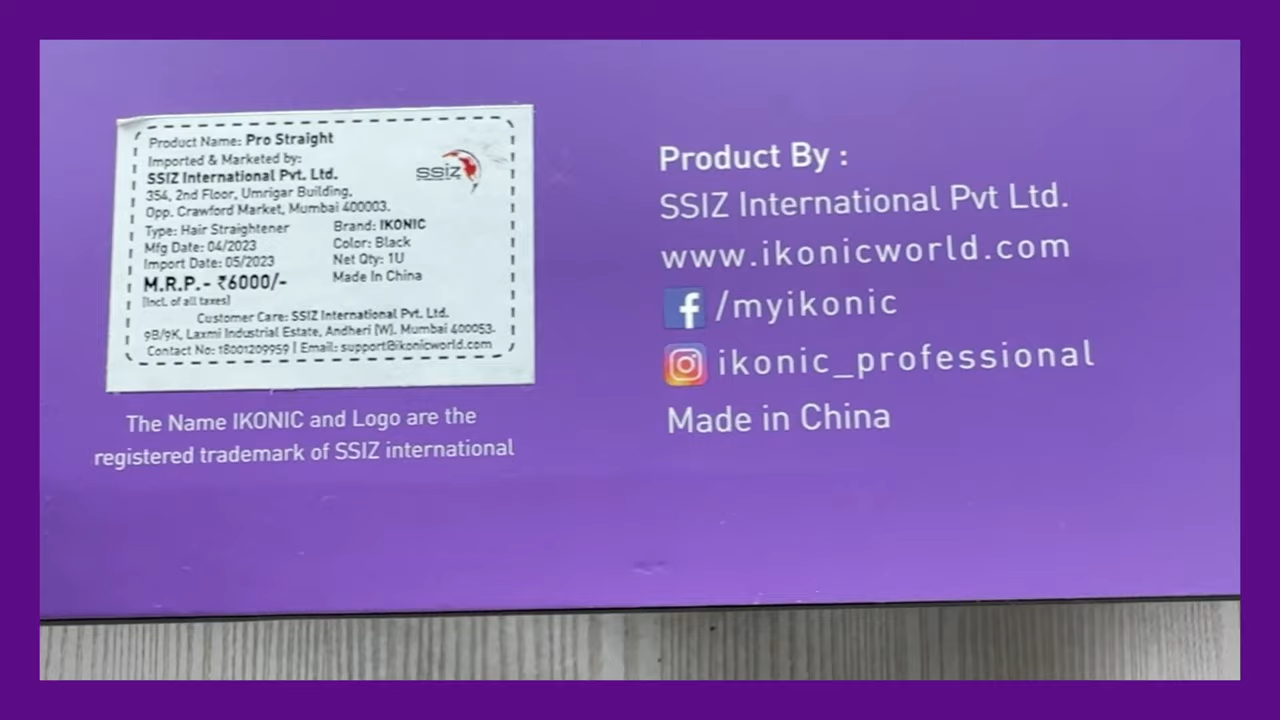 Product Name: Pro Straight
Imported & Marketed by:
SSIZ International Pvt. Ltd.
354, 2nd Floor, Umrigar Building,
Opp. Crawford Market, Mumbai 400003.
Type: Hair Straightener
Mfg Date: 04/2023
Import Date: 05/2023
M.R.P.- ₹6000/-
(Incl. of all taxes)
Brand: IKONIC
Color: Black
Net Qty: 1U
Made In China
Customer Care: SSIZ International Pvt. Ltd.
9B/9K, Laxmi Industrial Estate, Andheri (W). Mumbai 400053.
Contact No: 18001209959 | Email: support@ikonicworld.com
ssiz
The Name IKONIC and Logo are the
registered trademark of SSIZ international
Product By :
SSIZ International Pvt Ltd.
www.ikonicworld.com
/myikonic
ikonic_professional
Made in China